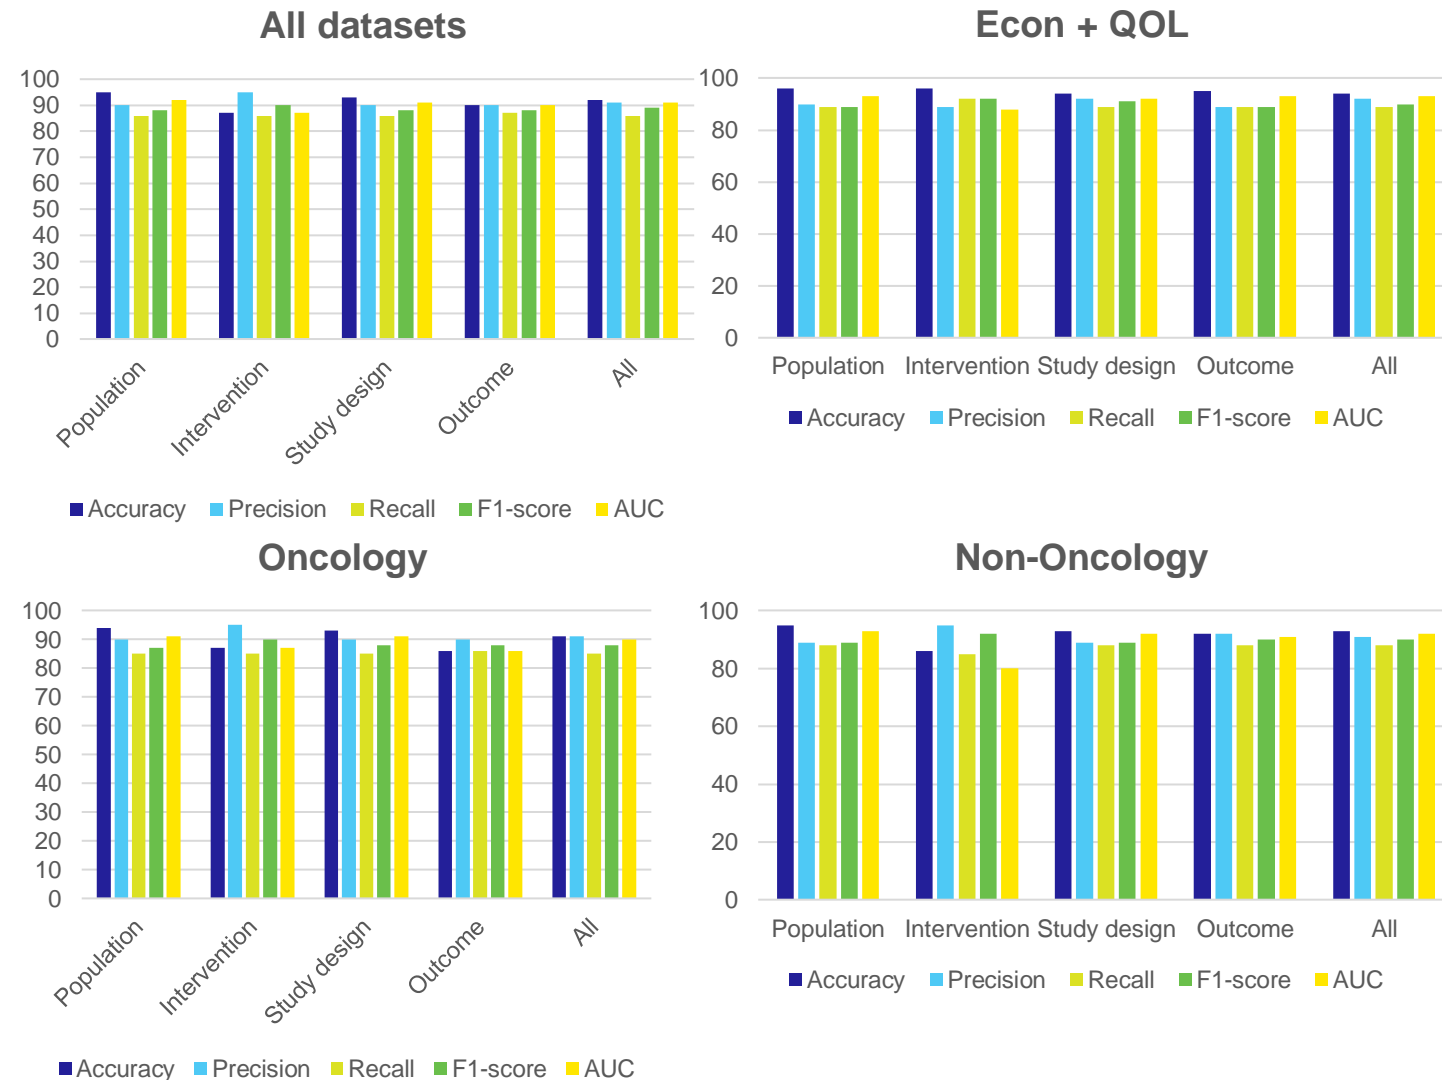 All datasets
100
90
80
70
60
50
40
30
20
10
0
Population
Intervention
Study design
Outcome
All
Accuracy Precision Recall F1-score AUC
Econ + QOL
100
80
60
40
20
0
Population Intervention Study design Outcome All
Accuracy Precision Recall F1-score AUC
Oncology
100
90
80
70
60
50
40
30
20
10
0
Population
Intervention
Study design
Outcome
All
Accuracy Precision Recall F1-score AUC
Non-Oncology
100
80
60
40
20
0
Population Intervention Study design Outcome All
Accuracy Precision Recall F1-score AUC